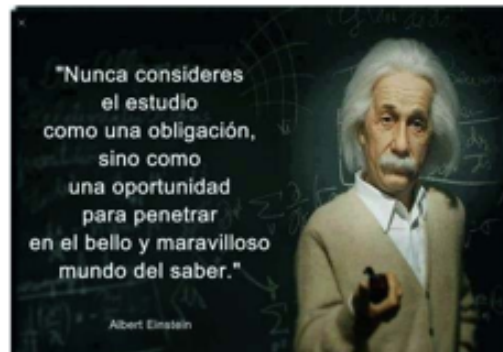 "Nunca consideres
el estudio
como una obligación,
sino como
una oportunidad
para penetrar
en el bello y maravilloso
mundo del saber."
Albert Einstein